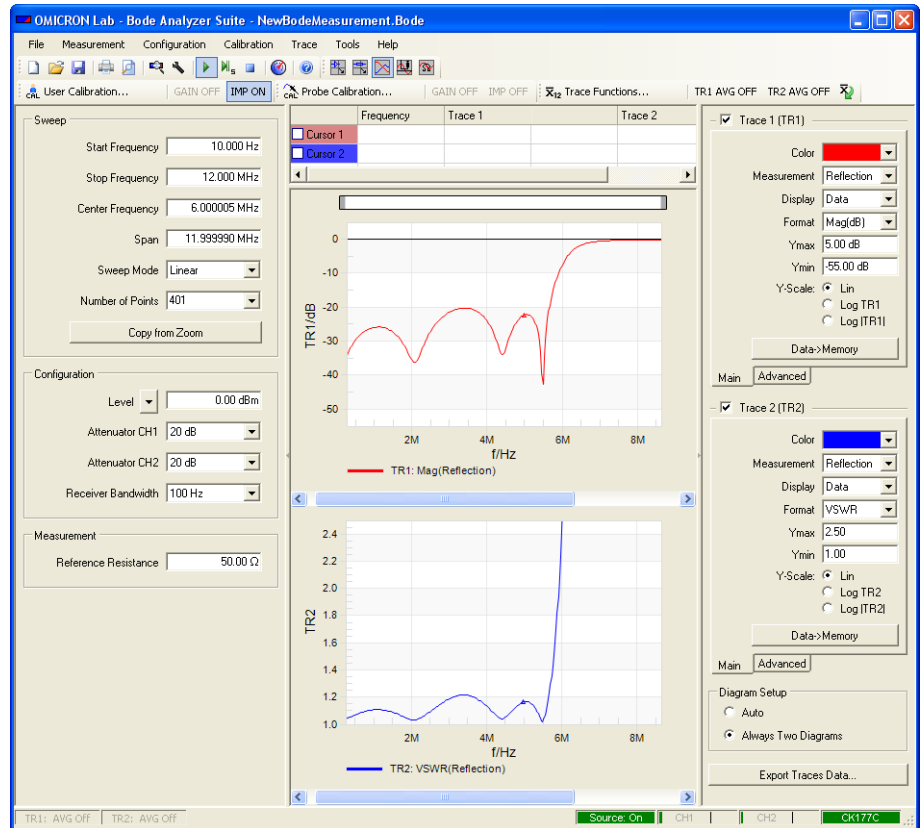 OMICRON Lab - Bode Analyzer Suite - NewBodeMeasurement.Bode
File Measurement Configuration Calibration Trace Tools Help
CAL User Calibration... GAIN OFF IMP ON CAL Probe Calibration... GAIN OFF IMP OFF X12 Trace Functions... TR1 AVG OFF TR2 AVG OFF
Sweep
Start Frequency 10.000 Hz
Stop Frequency 12.000 MHz
Center Frequency 6.000005 MHz
Span 11.999990 MHz
Sweep Mode Linear
Number of Points 401
Copy from Zoom
Configuration
Level 0.00 dBm
Attenuator CH1 20 dB
Attenuator CH2 20 dB
Receiver Bandwidth 100 Hz
Measurement
Reference Resistance 50.00 Ω
Frequency Trace 1 Trace 2
Cursor 1
Cursor 2
TR1/dB
0
-10
-20
-30
-40
-50
2M 4M 6M 8M
f/Hz
TR1: Mag(Reflection)
TR2
2.4
2.2
2.0
1.8
1.6
1.4
1.2
1.0
2M 4M 6M 8M
f/Hz
TR2: VSWR(Reflection)
Trace 1 (TR1)
Color
Measurement Reflection
Display Data
Format Mag(dB)
Ymax 5.00 dB
Ymin -55.00 dB
Y-Scale: Lin
Log TR1
Log |TR1|
Data->Memory
Main Advanced
Trace 2 (TR2)
Color
Measurement Reflection
Display Data
Format VSWR
Ymax 2.50
Ymin 1.00
Y-Scale: Lin
Log TR2
Log |TR2|
Data->Memory
Main Advanced
Diagram Setup
Auto
Always Two Diagrams
Export Traces Data...
TR1: AVG Off TR2: AVG Off Source: On CH1 CH2 CK177C